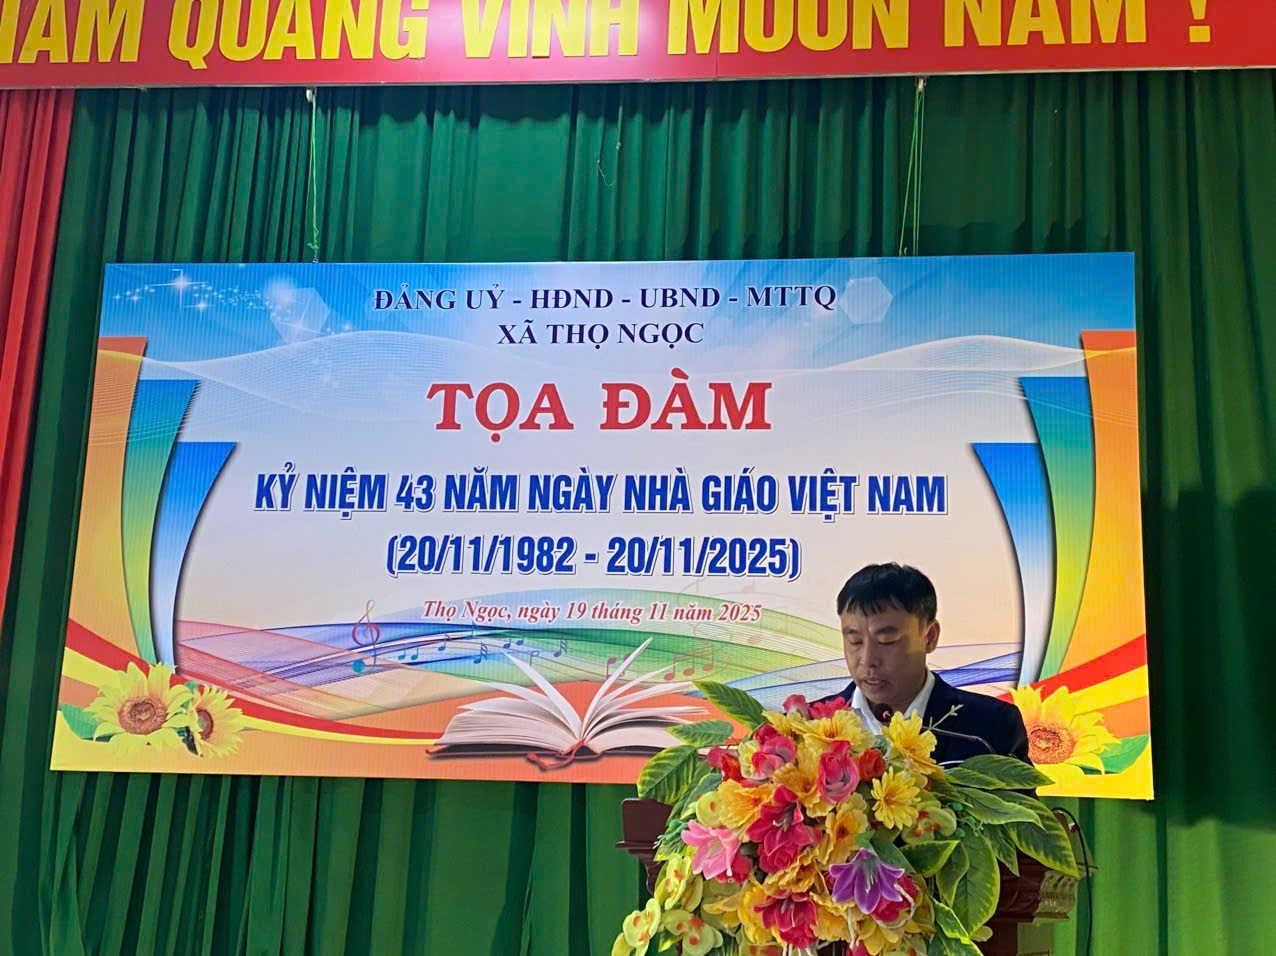 NAM QUANG VINH MUÔN NĂM !
ĐẢNG UỶ - HĐND - UBND - MTTQ
XÃ THỌ NGỌC
TỌA ĐÀM
KỶ NIỆM 43 NĂM NGÀY NHÀ GIÁO VIỆT NAM
(20/11/1982 - 20/11/2025)
Thọ Ngọc, ngày 19 tháng 11 năm 2025